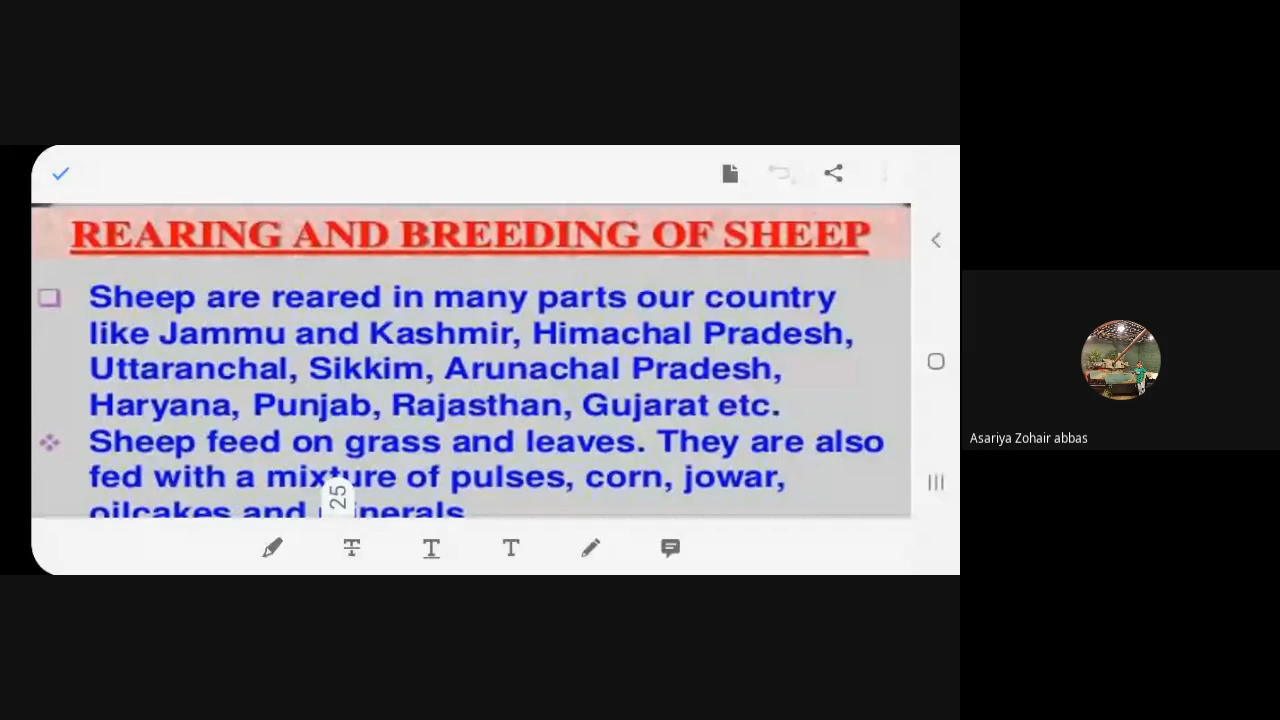 REARING AND BREEDING OF SHEEP
Sheep are reared in many parts our country
like Jammu and Kashmir, Himachal Pradesh,
Uttaranchal, Sikkim, Arunachal Pradesh,
Haryana, Punjab, Rajasthan, Gujarat etc.
Sheep feed on grass and leaves. They are also
fed with a mixture of pulses, corn, jowar,
oilcakes and minerals
25
T T T
Asariya Zohair abbas